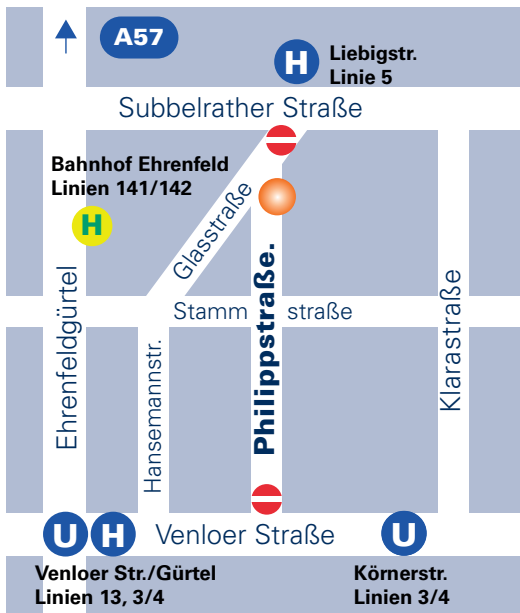 A57
H
Liebigstr.
Linie 5
Subbelrather Straße
Bahnhof Ehrenfeld
Linien 141/142
H
Glasstraße
Ehrenfeldgürtel
Stamm straße
Hansemannstr.
Philippstraße.
Klarastraße
U H
Venloer Straße
U
Venloer Str./Gürtel
Linien 13, 3/4
Körnerstr.
Linien 3/4